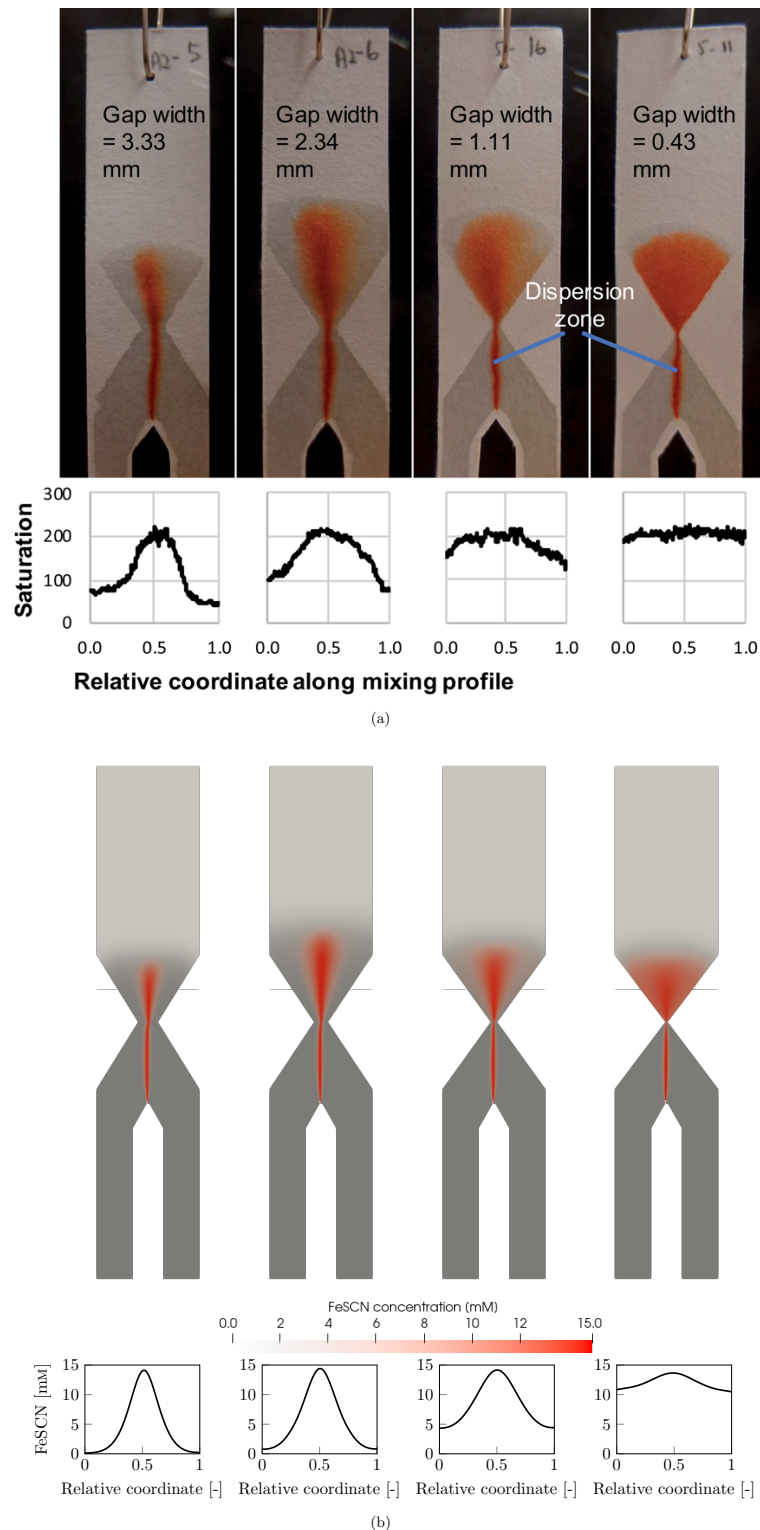 A2-5
A2-6
S-16
S-11
Gap width
= 3.33
mm
Gap width
= 2.34
mm
Gap width
= 1.11
mm
Gap width
= 0.43
mm
Dispersion
zone
Saturation
300
200
100
0
0.0 0.5 1.0
0.0 0.5 1.0
0.0 0.5 1.0
0.0 0.5 1.0
Relative coordinate along mixing profile
(a)
FeSCN concentration [mM]
0.0 2 4 6 8 10 12 15.0
FeSCN [mM]
15
10
5
0
0 0.5 1
Relative coordinate [-]
15
10
5
0
0 0.5 1
Relative coordinate [-]
15
10
5
0
0 0.5 1
Relative coordinate [-]
15
10
5
0
0 0.5 1
Relative coordinate [-]
(b)